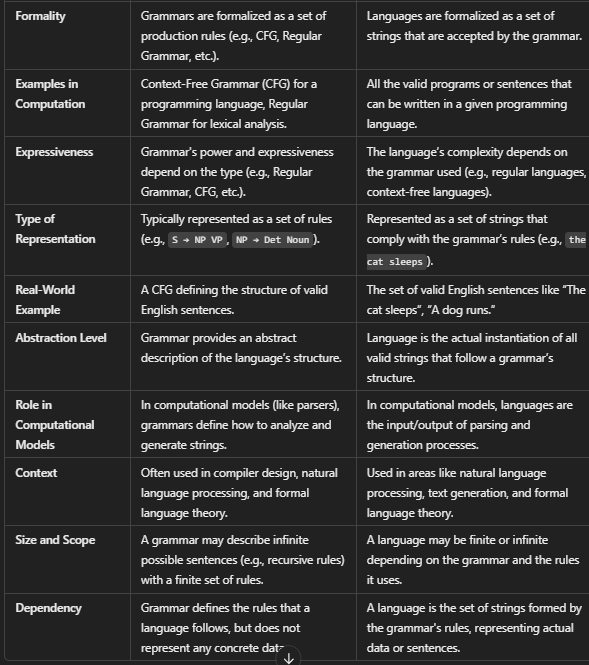 Formality
Grammars are formalized as a set of
production rules (e.g., CFG, Regular
Grammar, etc.).
Languages are formalized as a set of
strings that are accepted by the grammar.
Examples in
Computation
Context-Free Grammar (CFG) for a
programming language, Regular
Grammar for lexical analysis.
All the valid programs or sentences that
can be written in a given programming
language.
Expressiveness
Grammar's power and expressiveness
depend on the type (e.g., Regular
Grammar, CFG, etc.).
The language's complexity depends on
the grammar used (e.g., regular languages,
context-free languages).
Type of
Representation
Typically represented as a set of rules
(e.g., S → NP VP, NP → Det Noun).
Represented as a set of strings that
comply with the grammar's rules (e.g., the
cat sleeps).
Real-World
Example
A CFG defining the structure of valid
English sentences.
The set of valid English sentences like "The
cat sleeps", "A dog runs."
Abstraction Level
Grammar provides an abstract
description of the language's structure.
Language is the actual instantiation of all
valid strings that follow a grammar's
structure.
Role in
Computational
Models
In computational models (like parsers),
grammars define how to analyze and
generate strings.
In computational models, languages are
the input/output of parsing and
generation processes.
Context
Often used in compiler design, natural
language processing, and formal
language theory.
Used in areas like natural language
processing, text generation, and formal
language theory.
Size and Scope
A grammar may describe infinite
possible sentences (e.g., recursive rules)
with a finite set of rules.
A language may be finite or infinite
depending on the grammar and the rules
it uses.
Dependency
Grammar defines the rules that a
language follows, but does not
represent any concrete
A language is the set of strings formed by
the grammar's rules, representing actual
data or sentences.